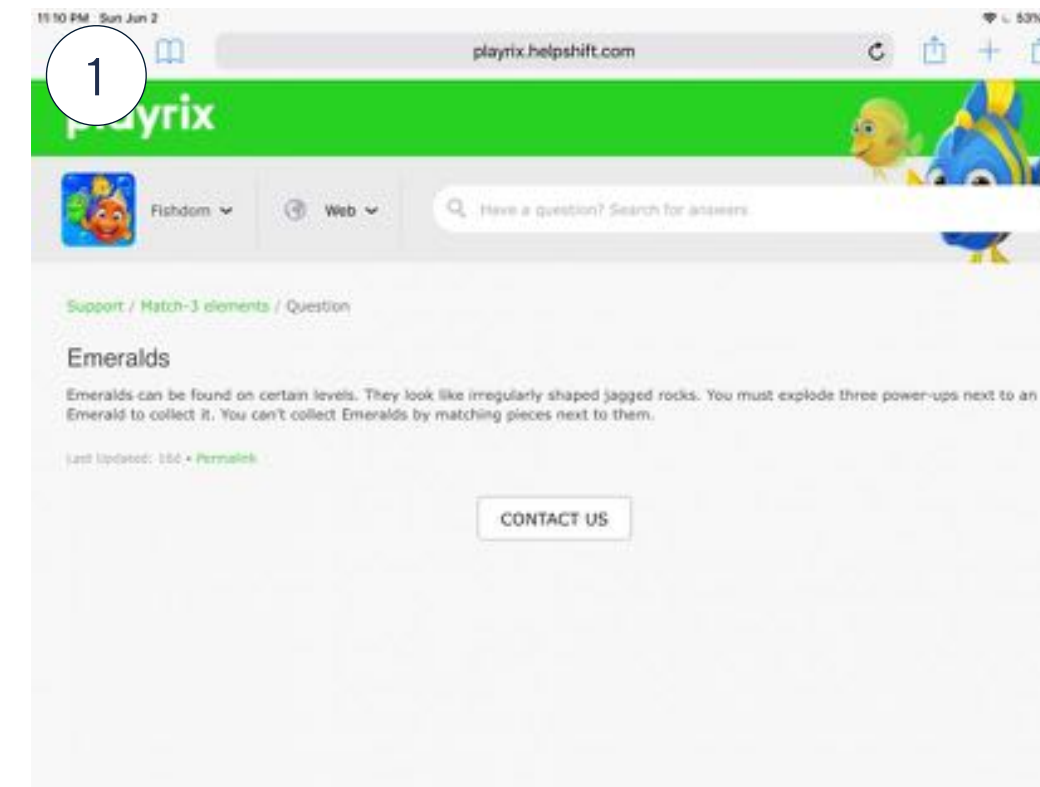 11:10 PM Sun Jun 2
53%
1
playrix.helpshift.com
playrix
Fishdom
Web
Have a question? Search for answers
Support / Match-3 elements / Question
Emeralds
Emeralds can be found on certain levels. They look like irregularly shaped jagged rocks. You must explode three power-ups next to an
Emerald to collect it. You can't collect Emeralds by matching pieces next to them.
Last Updated: • Permalink
CONTACT US